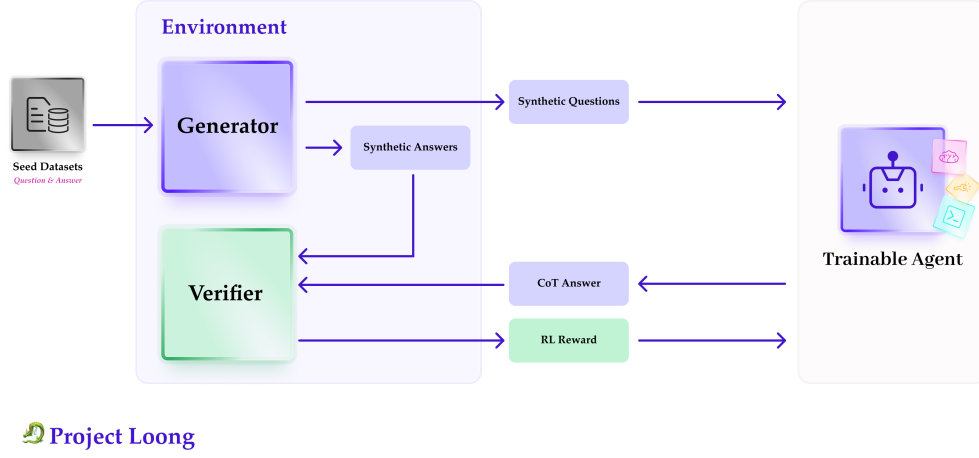 Environment
Generator
Synthetic Questions
Synthetic Answers
Seed Datasets
Question & Answer
Trainable Agent
Verifier
CoT Answer
RL Reward
Project Loong